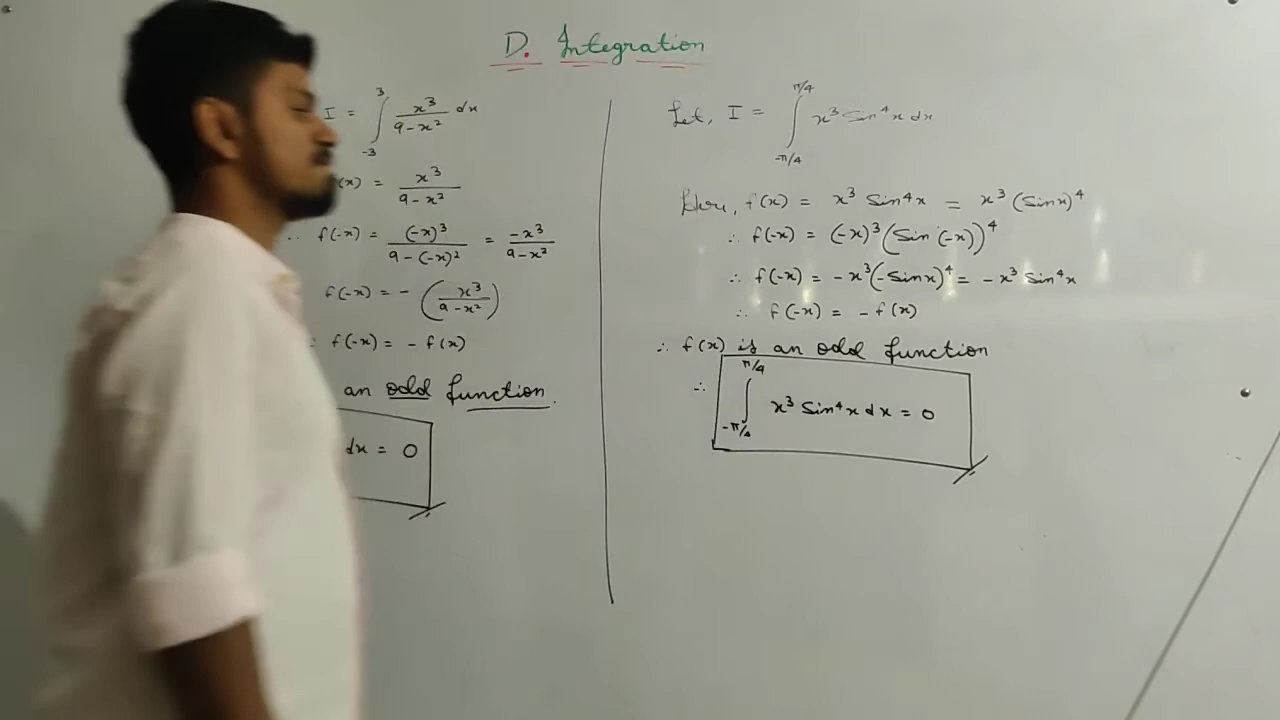 D. Integration
I = ∫_{-3}^{3} x³/(9-x²) dx
(x) = x³/(9-x²)
∴ f(-x) = (-x)³/(9-(-x)²) = -x³/(9-x²)
f(-x) = -(x³/(9-x²))
∴ f(-x) = - f(x)
an odd function.
dx = 0
Let, I = ∫_{-π/4}^{π/4} x³ Sin⁴x dx
Here, f(x) = x³ Sin⁴x = x³(Sinx)⁴
∴ f(-x) = (-x)³(Sin(-x))⁴
∴ f(-x) = -x³(-Sinx)⁴ = -x³ Sin⁴x
∴ f(-x) = - f(x)
∴ f(x) is an odd function
∴ ∫_{-π/4}^{π/4} x³ Sin⁴x dx = 0